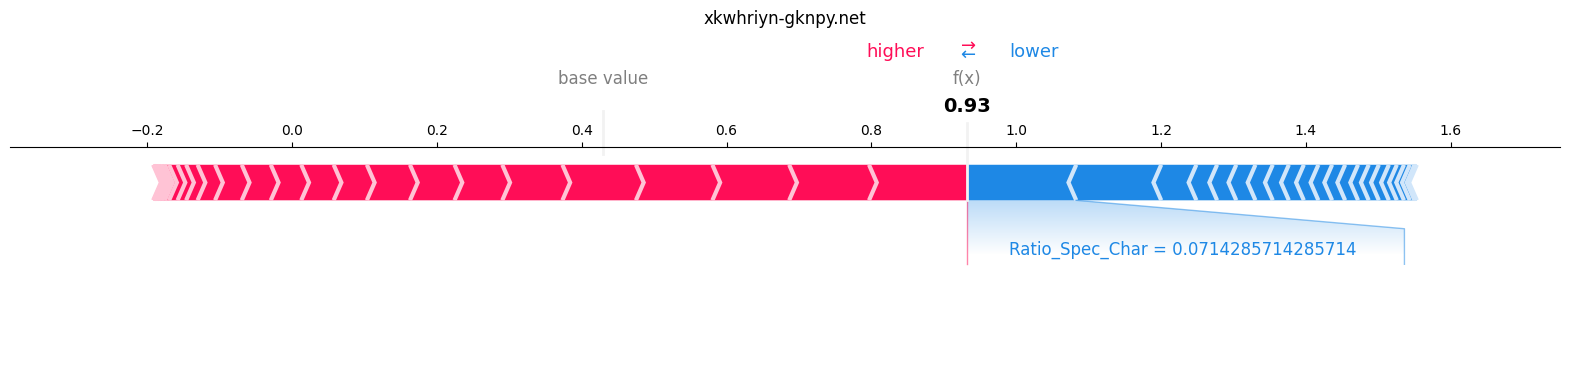 xkwhriyn-gknpy.net
higher ⇄ lower
base value f(x)
0.93
−0.2 0.0 0.2 0.4 0.6 0.8 1.0 1.2 1.4 1.6
Ratio_Spec_Char = 0.0714285714285714